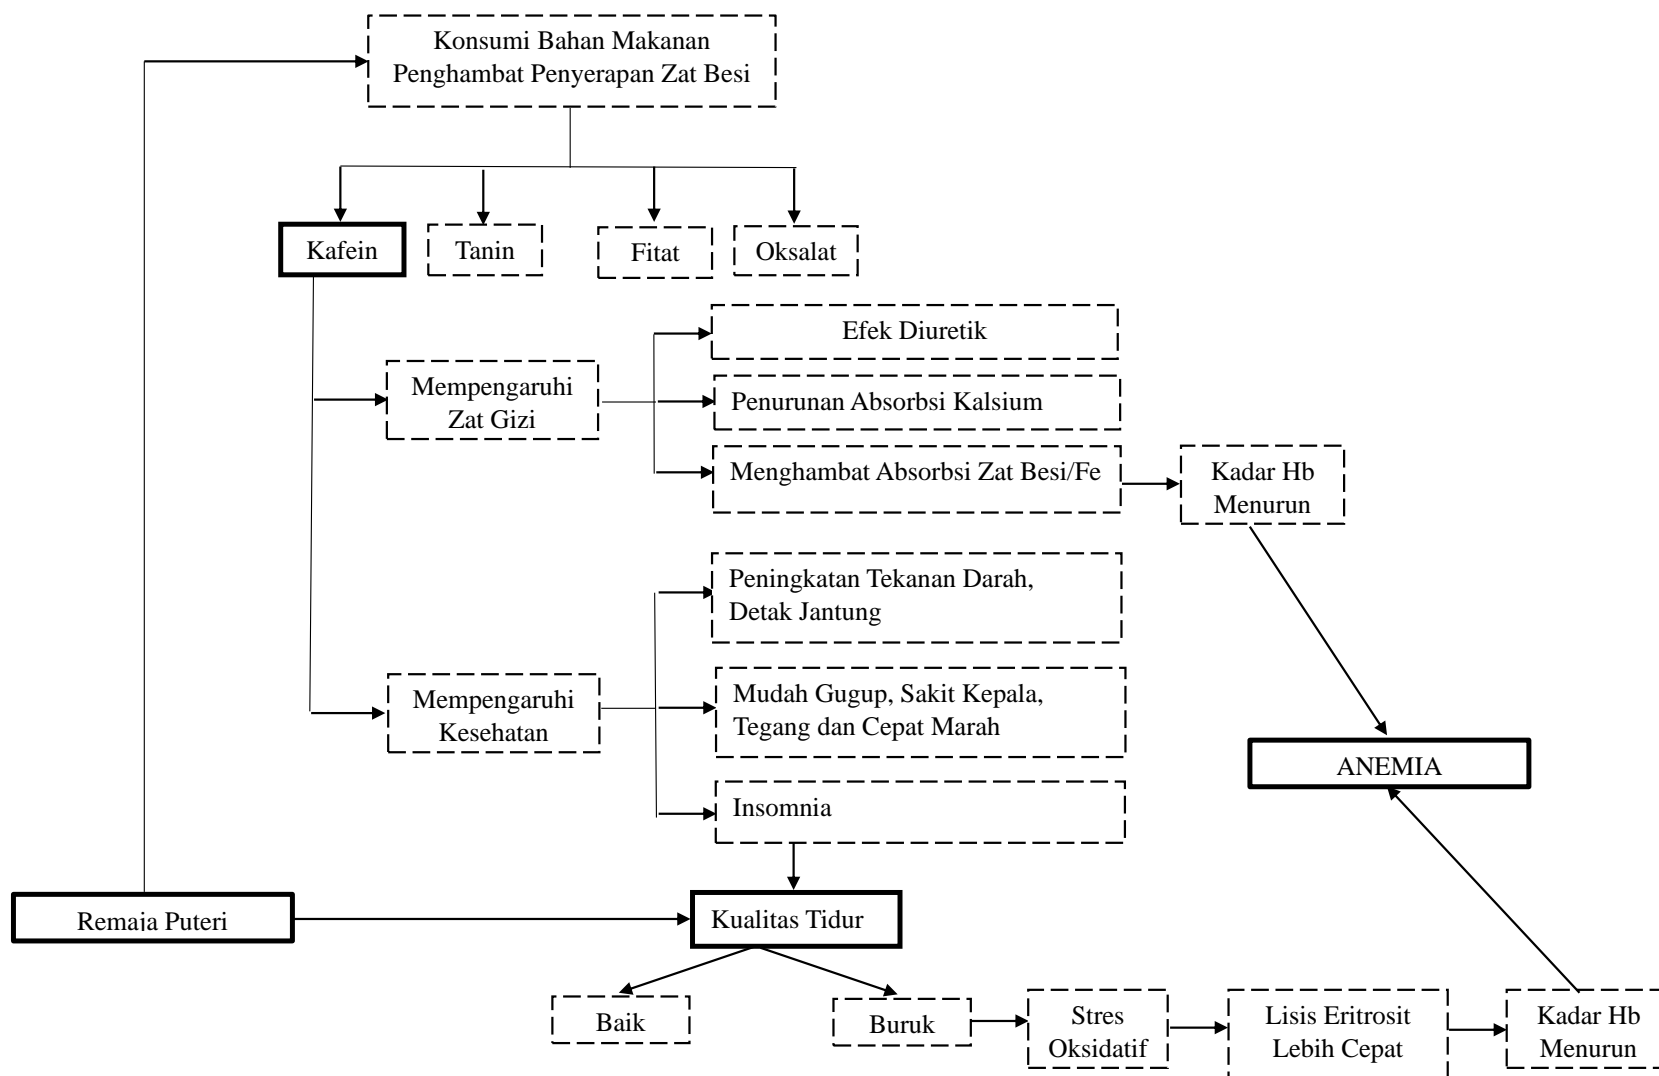 Konsumi Bahan Makanan
Penghambat Penyerapan Zat Besi
Kafein
Tanin
Fitat
Oksalat
Efek Diuretik
Mempengaruhi
Zat Gizi
Penurunan Absorbsi Kalsium
Menghambat Absorbsi Zat Besi/Fe
Kadar Hb
Menurun
Peningkatan Tekanan Darah,
Detak Jantung
Mempengaruhi
Kesehatan
Mudah Gugup, Sakit Kepala,
Tegang dan Cepat Marah
ANEMIA
Insomnia
Remaja Puteri
Kualitas Tidur
Baik
Buruk
Stres
Oksidatif
Lisis Eritrosit
Lebih Cepat
Kadar Hb
Menurun